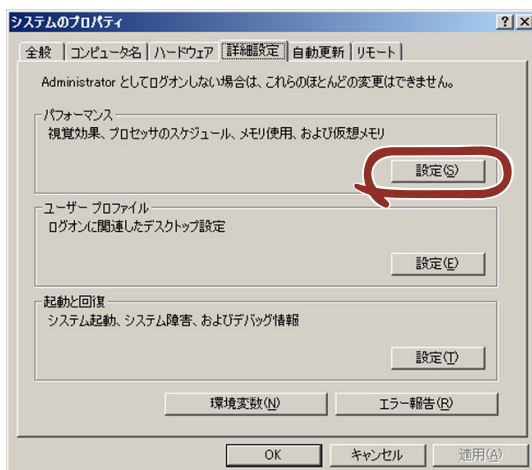 システムのプロパティ
全般 コンピュータ名 ハードウェア 詳細設定 自動更新 リモート
Administrator としてログオンしない場合は、これらのほとんどの変更はできません。
パフォーマンス
視覚効果、プロセッサのスケジュール、メモリ使用、および仮想メモリ
設定(S)
ユーザー プロファイル
ログオンに関連したデスクトップ設定
設定(E)
起動と回復
システム起動、システム障害、およびデバッグ情報
設定(T)
環境変数(N) エラー報告(R)
OK キャンセル 適用(A)